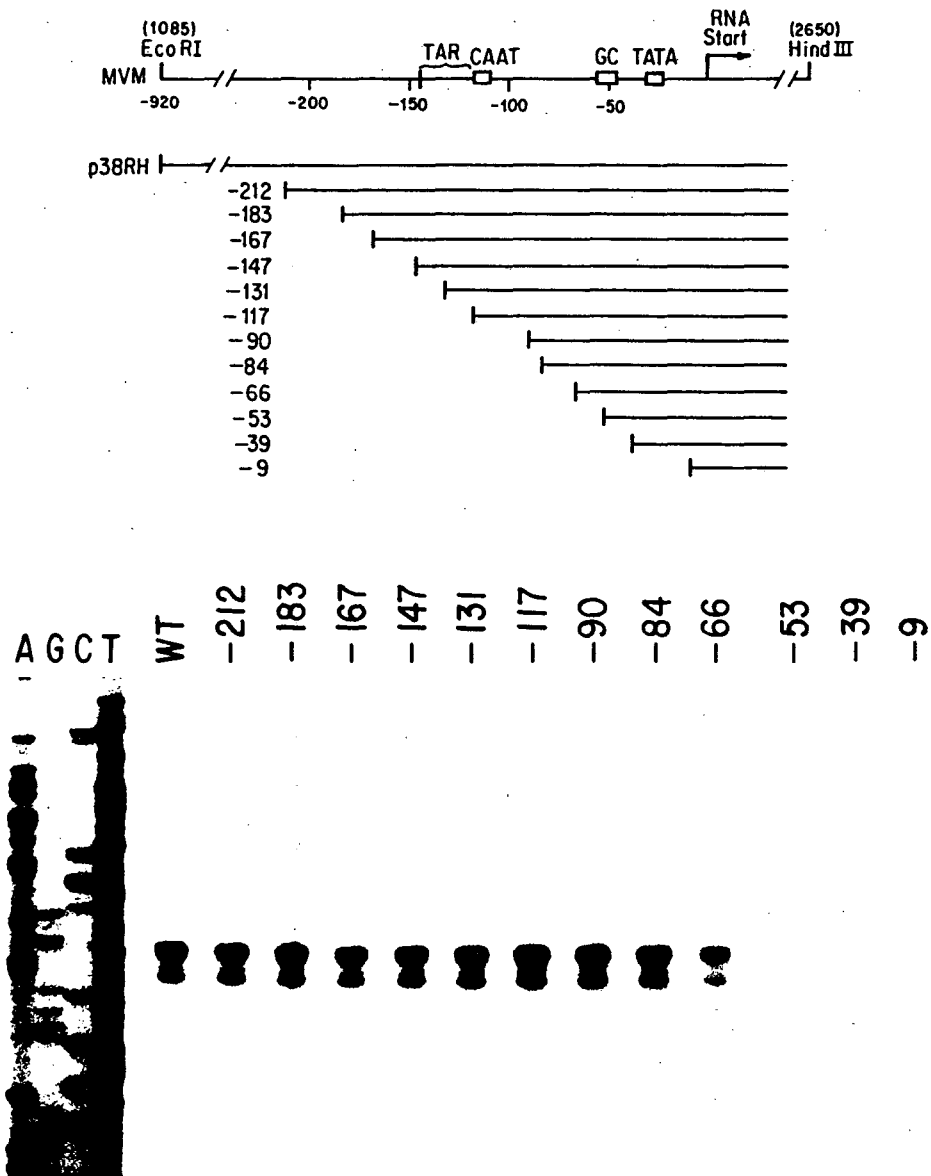 (1085)
EcoRI
RNA
Start
(2650)
Hind III
TAR
CAAT
GC
TATA
MVM
-920
-200
-150
-100
-50
p38RH
-212
-183
-167
-147
-131
-117
-90
-84
-66
-53
-39
-9
A G C T WT -212 -183 -167 -147 -131 -117 -90 -84 -66 -53 -39 -9